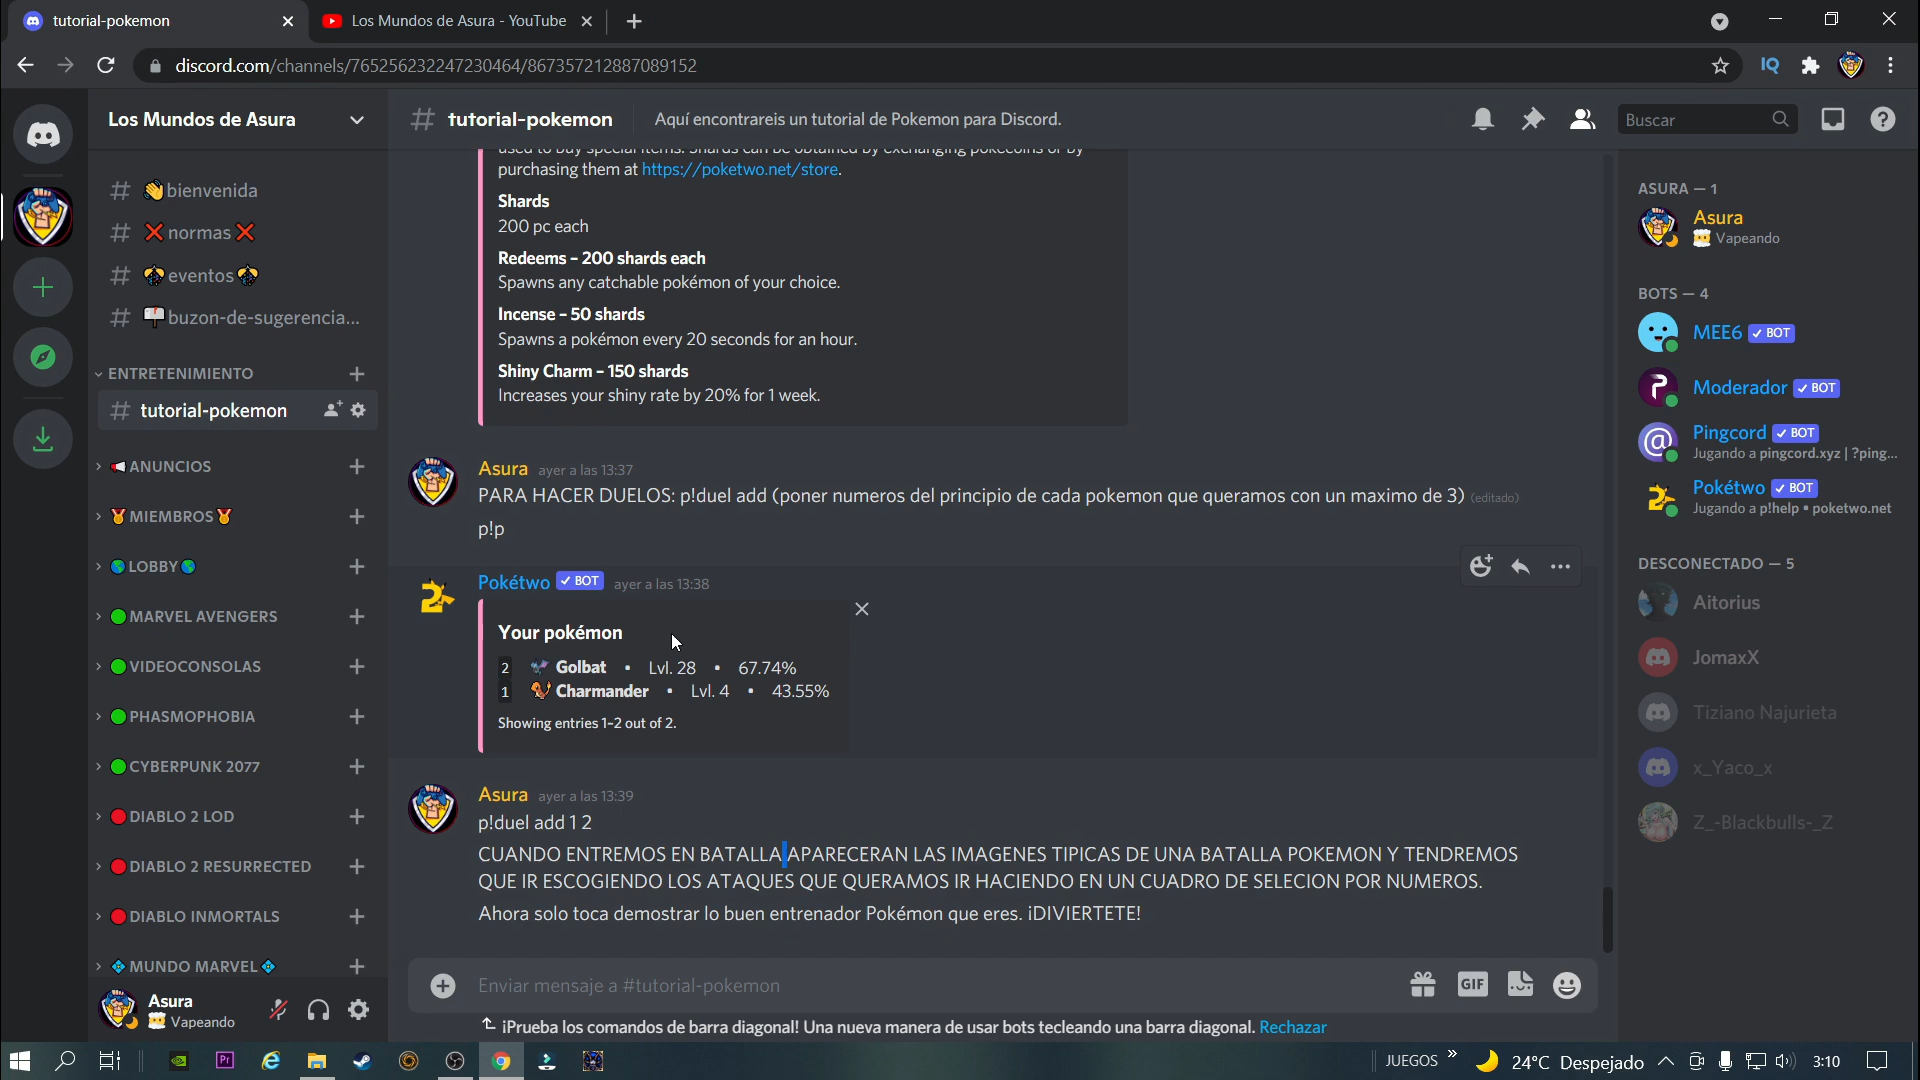 tutorial-pokemon
Los Mundos de Asura - YouTube
discord.com/channels/765256232247230464/867357212887089152
IQ
Los Mundos de Asura
tutorial-pokemon
Aquí encontrareis un tutorial de Pokemon para Discord.
Buscar
bienvenida
normas
eventos
buzon-de-sugerencia...
ENTRETENIMIENTO
tutorial-pokemon
ANUNCIOS
MIEMBROS
LOBBY
MARVEL AVENGERS
VIDEOCONSOLAS
PHASMOPHOBIA
CYBERPUNK 2077
DIABLO 2 LOD
DIABLO 2 RESURRECTED
DIABLO INMORTALS
MUNDO MARVEL
Asura
Vapeando
used to buy special items. Shards can be obtained by exchanging pokécoins or by
purchasing them at https://poketwo.net/store.
Shards
200 pc each
Redeems – 200 shards each
Spawns any catchable pokémon of your choice.
Incense – 50 shards
Spawns a pokémon every 20 seconds for an hour.
Shiny Charm – 150 shards
Increases your shiny rate by 20% for 1 week.
Asura ayer a las 13:37
PARA HACER DUELOS: p!duel add (poner numeros del principio de cada pokemon que queramos con un maximo de 3) (editado)
p!p
Pokétwo BOT ayer a las 13:38
Your pokémon
2 Golbat • Lvl. 28 • 67.74%
1 Charmander • Lvl. 4 • 43.55%
Showing entries 1–2 out of 2.
Asura ayer a las 13:39
p!duel add 1 2
CUANDO ENTREMOS EN BATALLA APARECERAN LAS IMAGENES TIPICAS DE UNA BATALLA POKEMON Y TENDREMOS
QUE IR ESCOGIENDO LOS ATAQUES QUE QUERAMOS IR HACIENDO EN UN CUADRO DE SELECION POR NUMEROS.
Ahora solo toca demostrar lo buen entrenador Pokémon que eres. ¡DIVIERTETE!
Enviar mensaje a #tutorial-pokemon
GIF
¡Prueba los comandos de barra diagonal! Una nueva manera de usar bots tecleando una barra diagonal. Rechazar
ASURA — 1
Asura
Vapeando
BOTS — 4
MEE6 BOT
Moderador BOT
Pingcord BOT
Jugando a pingcord.xyz | ?ping...
Pokétwo BOT
Jugando a p!help • poketwo.net
DESCONECTADO — 5
Aitorius
JomaxX
Tiziano Najurieta
x_Yaco_x
Z_-Blackbulls-_Z
Pr
JUEGOS
24°C Despejado
3:10